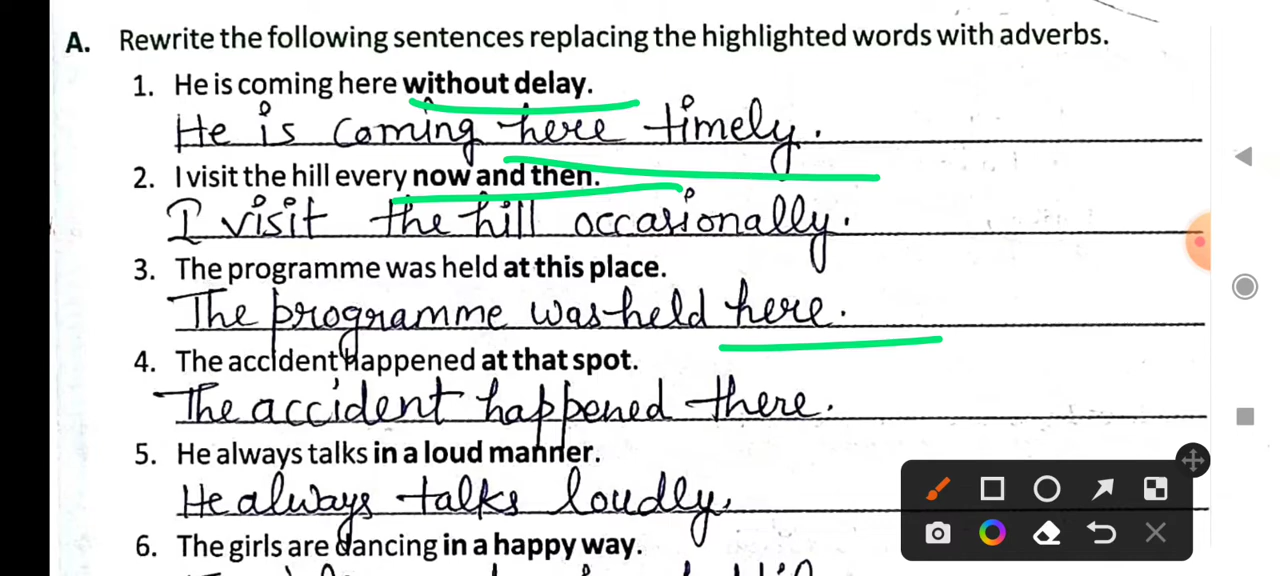 A. Rewrite the following sentences replacing the highlighted words with adverbs.
1. He is coming here without delay.
He is coming here timely.
2. I visit the hill every now and then.
I visit the hill occasionally.
3. The programme was held at this place.
The programme was held here.
4. The accident happened at that spot.
The accident happened there.
5. He always talks in a loud manner.
He always talks loudly.
6. The girls are dancing in a happy way.